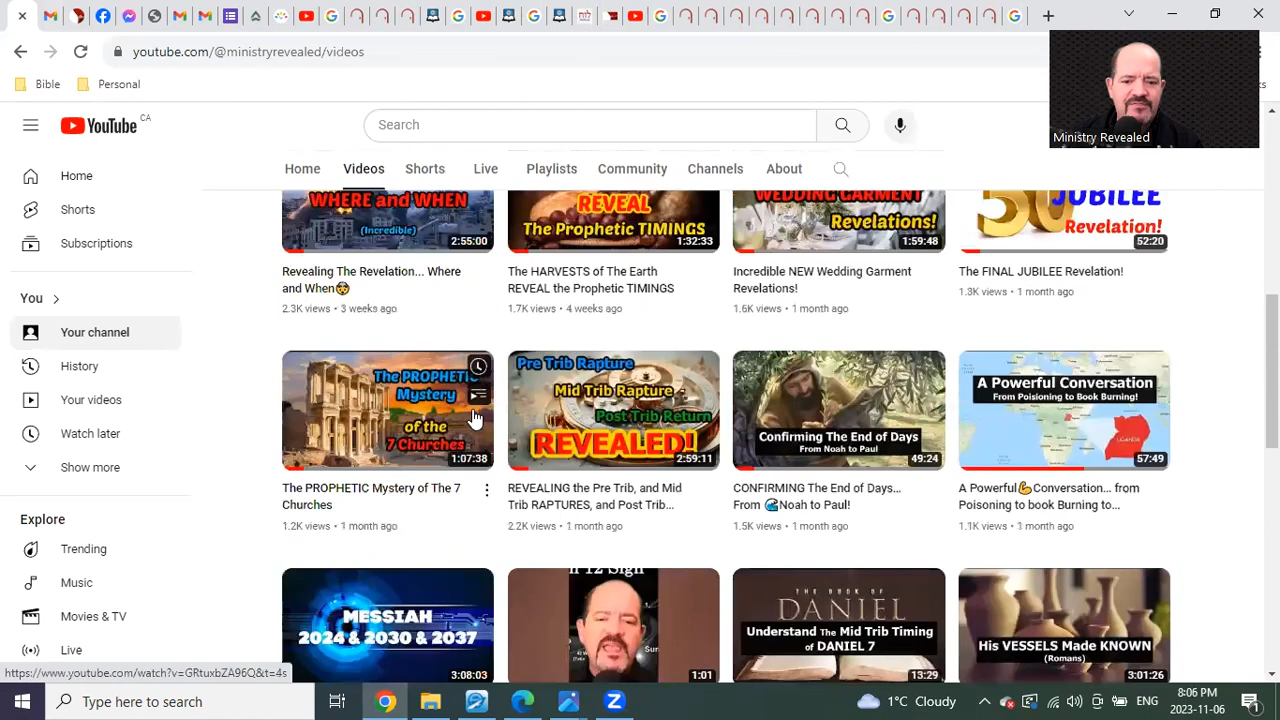 youtube.com/@ministryrevealed/videos
Bible
Personal
Ministry Revealed
YouTube CA
Search
Home
Shorts
Subscriptions
You
Your channel
History
Your videos
Watch later
Show more
Explore
Trending
Music
Movies & TV
Live
Home Videos Shorts Live Playlists Community Channels About
WHERE and WHEN
(Incredible)
2:55:00
Revealing The Revelation... Where
and When
2.3K views • 3 weeks ago
REVEAL
The Prophetic TIMINGS
1:32:33
The HARVESTS of The Earth
REVEAL the Prophetic TIMINGS
1.7K views • 4 weeks ago
WEDDING GARMENT
Revelations!
1:59:48
Incredible NEW Wedding Garment
Revelations!
1.6K views • 1 month ago
50 JUBILEE
Revelation!
52:20
The FINAL JUBILEE Revelation!
1.3K views • 1 month ago
The PROPHETIC
Mystery
of the
7 Churches
1:07:38
The PROPHETIC Mystery of The 7
Churches
1.2K views • 1 month ago
Pre Trib Rapture
Mid Trib Rapture
Post Trib Return
REVEALED!
2:59:11
REVEALING the Pre Trib, and Mid
Trib RAPTURES, and Post Trib...
2.2K views • 1 month ago
Confirming The End of Days
From Noah to Paul
49:24
CONFIRMING The End of Days...
From 🌊Noah to Paul!
1.5K views • 1 month ago
A Powerful Conversation
From Poisioning to Book Burning!
UGANDA
57:49
A Powerful💪Conversation... from
Poisioning to book Burning to...
1.1K views • 1 month ago
MESSIAH
2024 & 2030 & 2037
3:08:03
12 Sign
1:01
THE BOOK OF
DANIEL
Understand The Mid Trib Timing
of DANIEL 7
13:29
His VESSELS Made KNOWN
(Romans)
3:01:26
https://www.youtube.com/watch?v=GRtuxbZA96Q&t=4s
Type here to search
1°C Cloudy
ENG
8:06 PM
2023-11-06